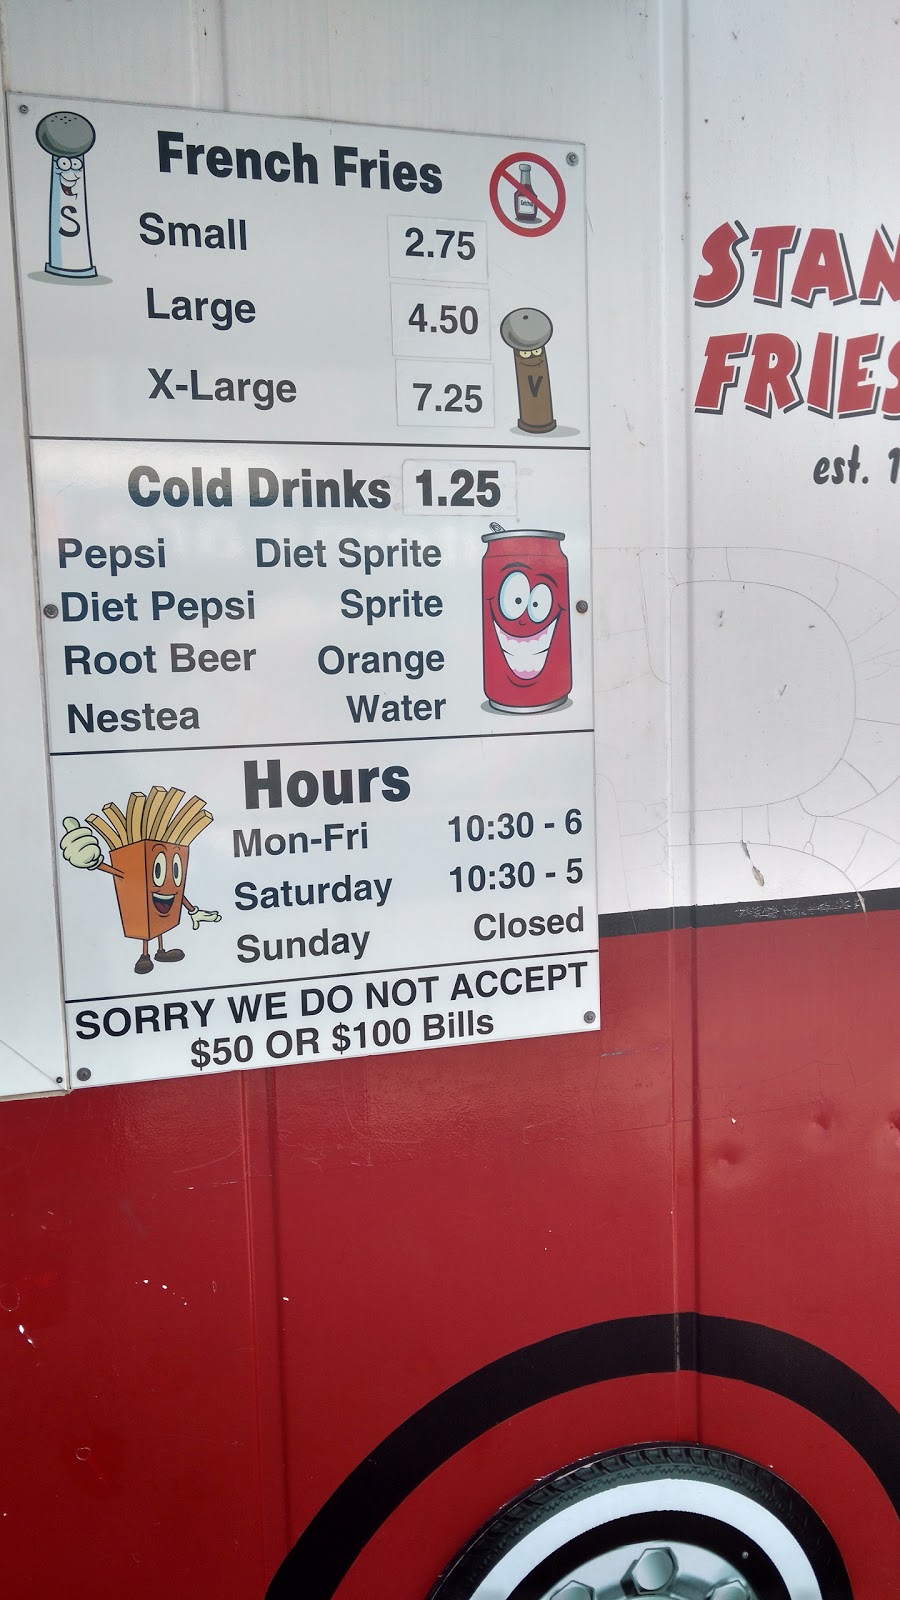 French Fries
S
Small 2.75
Large 4.50
X-Large 7.25
V
Cold Drinks 1.25
Pepsi Diet Sprite
Diet Pepsi Sprite
Root Beer Orange
Nestea Water
Hours
Mon-Fri 10:30 - 6
Saturday 10:30 - 5
Sunday Closed
SORRY WE DO NOT ACCEPT
$50 OR $100 Bills
STAN
FRIES
est. 1